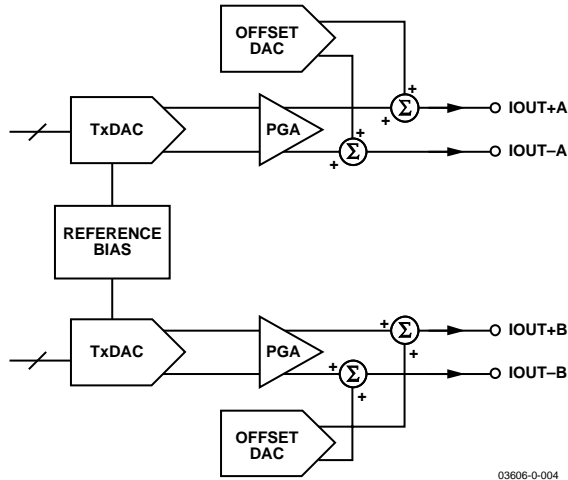 OFFSET
DAC
+
+
+
+
IOUT+A
TxDAC
PGA
Σ
Σ
IOUT–A
REFERENCE
BIAS
TxDAC
PGA
+
Σ
IOUT+B
+
Σ
+
IOUT–B
+
OFFSET
DAC
03606-0-004